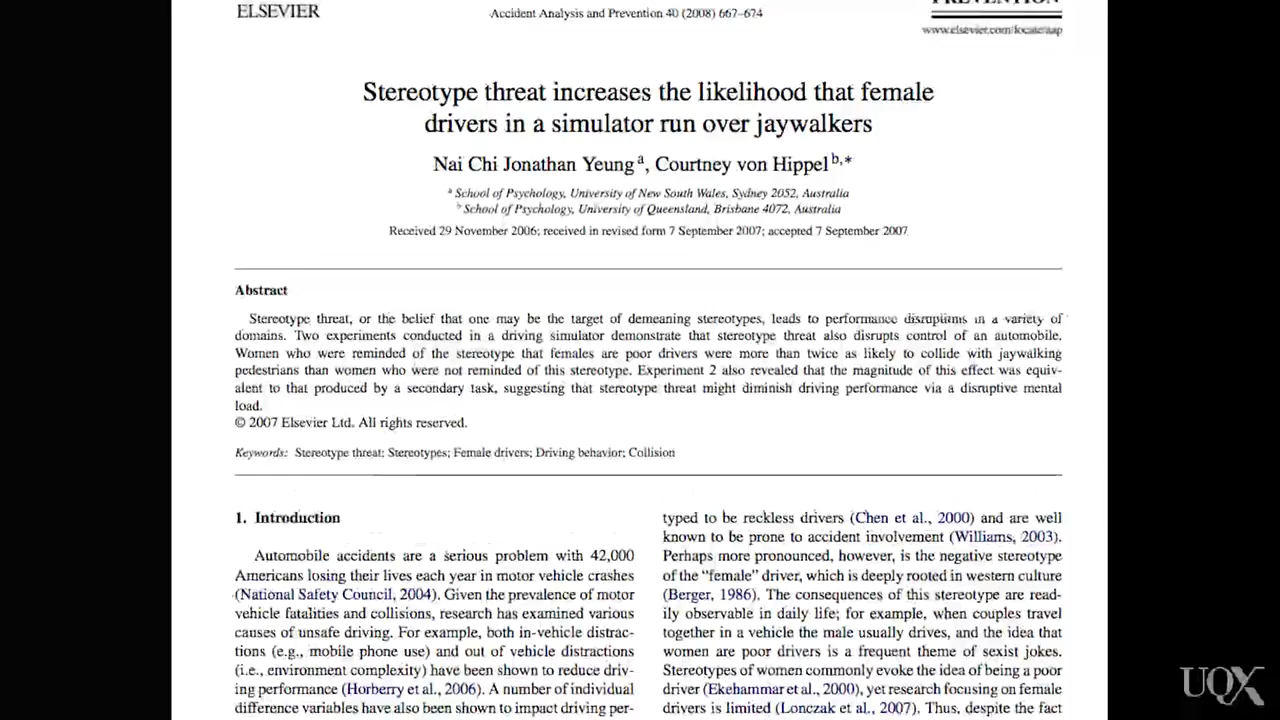 ELSEVIER
Accident Analysis and Prevention 40 (2008) 667–674
PREVENTION
www.elsevier.com/locate/aap
Stereotype threat increases the likelihood that female
drivers in a simulator run over jaywalkers
Nai Chi Jonathan Yeung a, Courtney von Hippel b,*
a School of Psychology, University of New South Wales, Sydney 2052, Australia
b School of Psychology, University of Queensland, Brisbane 4072, Australia
Received 29 November 2006; received in revised form 7 September 2007; accepted 7 September 2007
Abstract
Stereotype threat, or the belief that one may be the target of demeaning stereotypes, leads to performance disruptions in a variety of
domains. Two experiments conducted in a driving simulator demonstrate that stereotype threat also disrupts control of an automobile.
Women who were reminded of the stereotype that females are poor drivers were more than twice as likely to collide with jaywalking
pedestrians than women who were not reminded of this stereotype. Experiment 2 also revealed that the magnitude of this effect was equiv-
alent to that produced by a secondary task, suggesting that stereotype threat might diminish driving performance via a disruptive mental
load.
© 2007 Elsevier Ltd. All rights reserved.
Keywords: Stereotype threat; Stereotypes; Female drivers; Driving behavior; Collision
1. Introduction
Automobile accidents are a serious problem with 42,000
Americans losing their lives each year in motor vehicle crashes
(National Safety Council, 2004). Given the prevalence of motor
vehicle fatalities and collisions, research has examined various
causes of unsafe driving. For example, both in-vehicle distrac-
tions (e.g., mobile phone use) and out of vehicle distractions
(i.e., environment complexity) have been shown to reduce driv-
ing performance (Horberry et al., 2006). A number of individual
difference variables have also been shown to impact driving per-
typed to be reckless drivers (Chen et al., 2000) and are well
known to be prone to accident involvement (Williams, 2003).
Perhaps more pronounced, however, is the negative stereotype
of the "female" driver, which is deeply rooted in western culture
(Berger, 1986). The consequences of this stereotype are read-
ily observable in daily life; for example, when couples travel
together in a vehicle the male usually drives, and the idea that
women are poor drivers is a frequent theme of sexist jokes.
Stereotypes of women commonly evoke the idea of being a poor
driver (Ekehammar et al., 2000), yet research focusing on female
drivers is limited (Lonczak et al., 2007). Thus, despite the fact
UQX